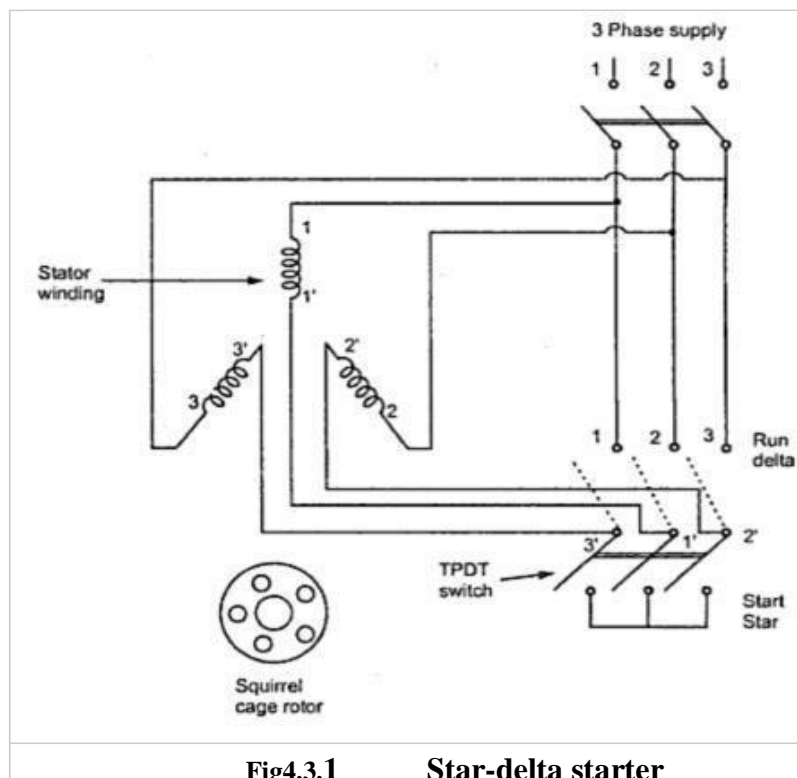 3 Phase supply
1 2 3
1
Stator
winding
1'
3' 2'
3 2
1 2 3 Run
delta
3' 1' 2'
TPDT
switch
Start
Star
Squirrel
cage rotor
Fig4.3.1 Star-delta starter